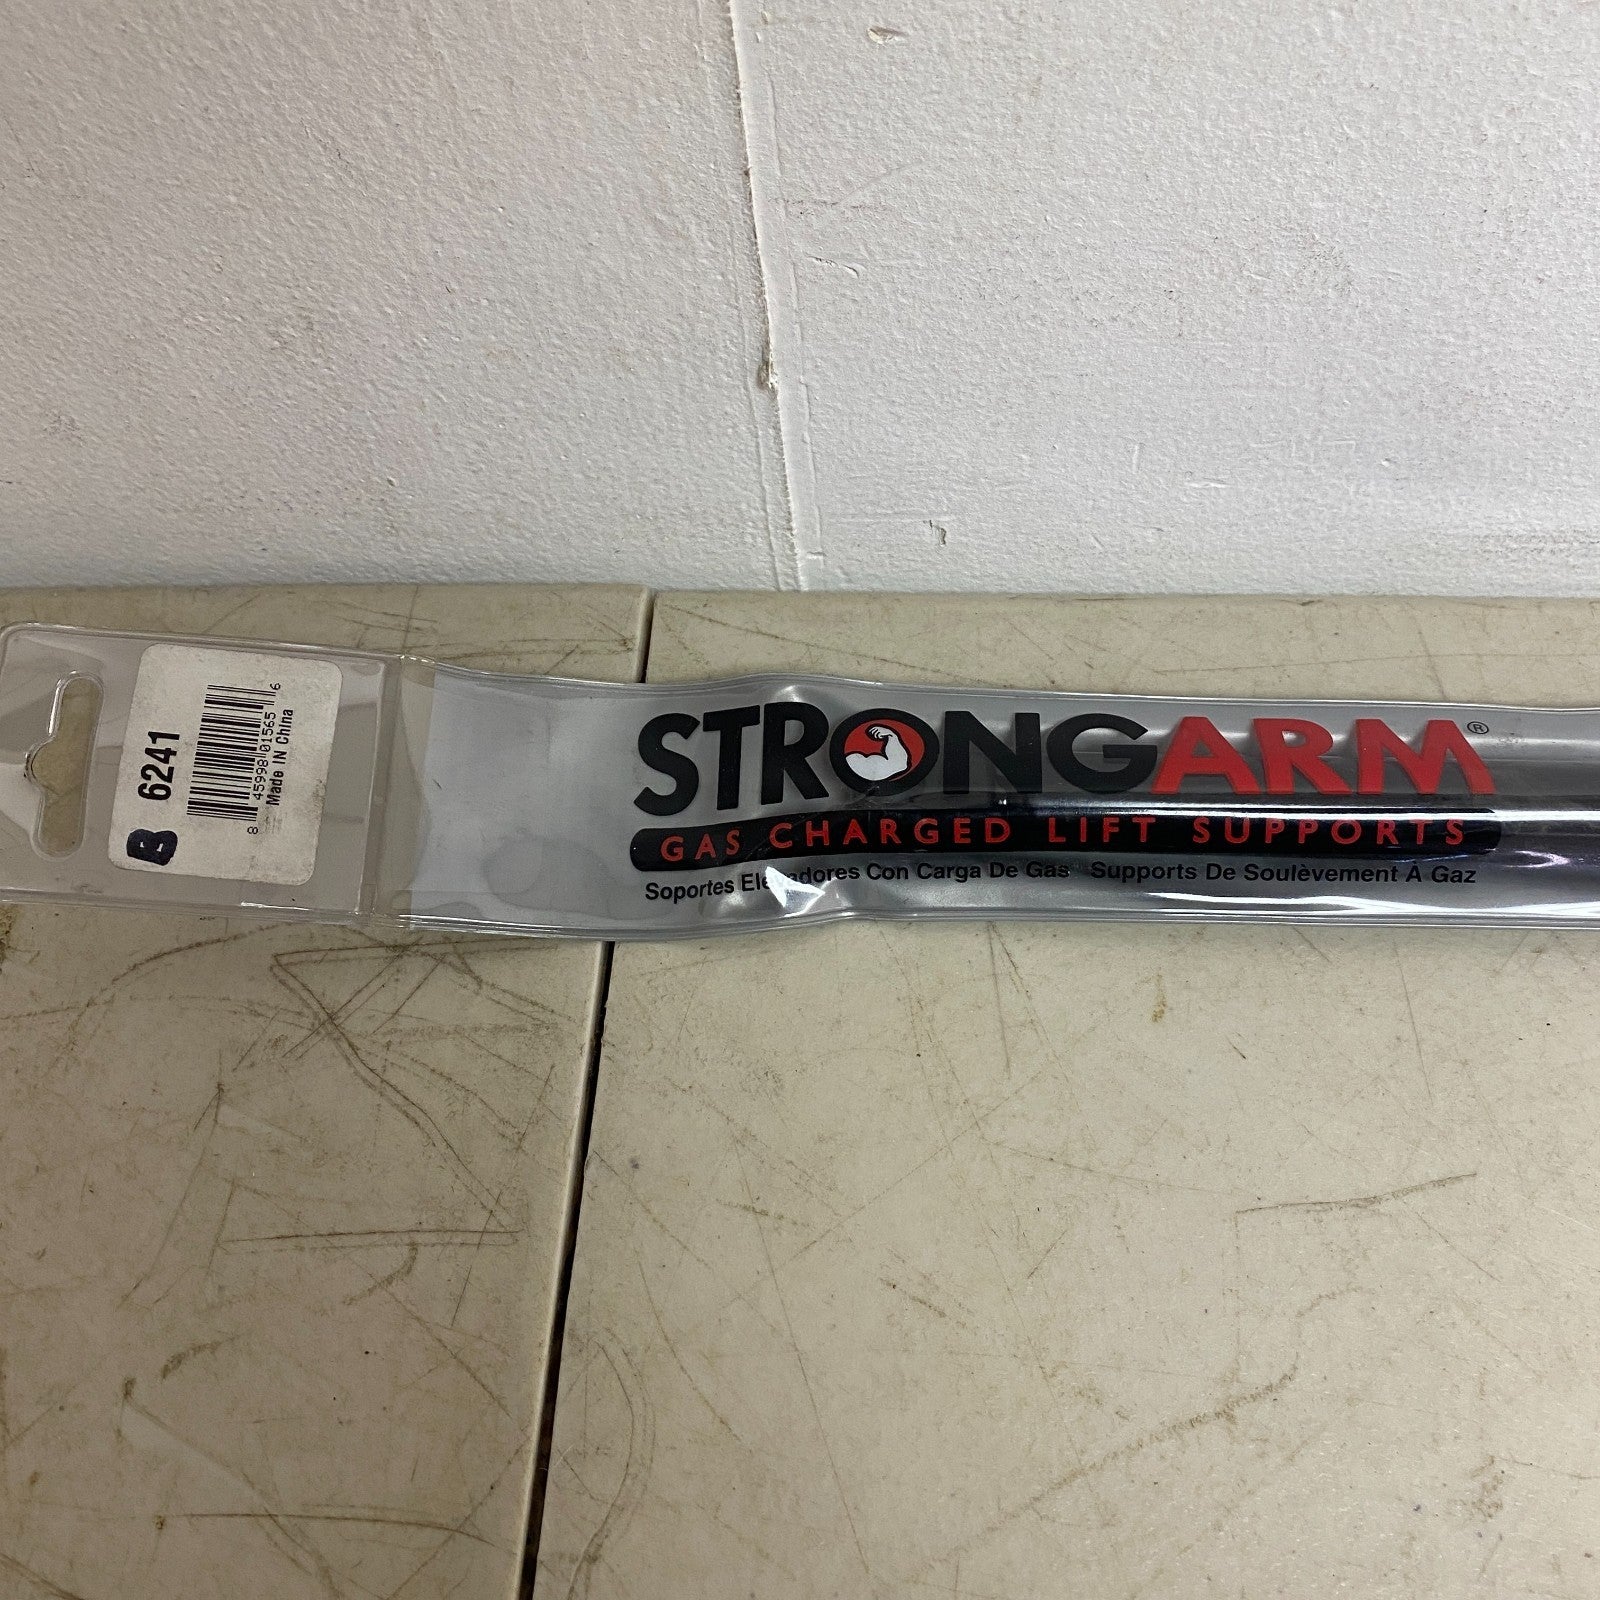 B 6241
8 45998 01565 6
Made IN China
STRONGARM®
GAS CHARGED LIFT SUPPORTS
Soportes Elevadores Con Carga De Gas Supports De Soulèvement A Gaz